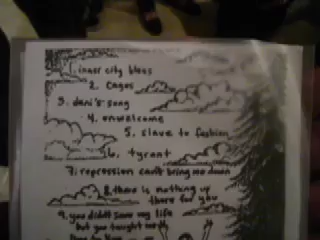 1. inner city blues
2. Cages
3. dani's song
4. unwelcome
5. slave to fashion
6. tyrant
7. repression can't bring me down
8. there is nothing up
there for you
9. you didn't save my life
but you taught me